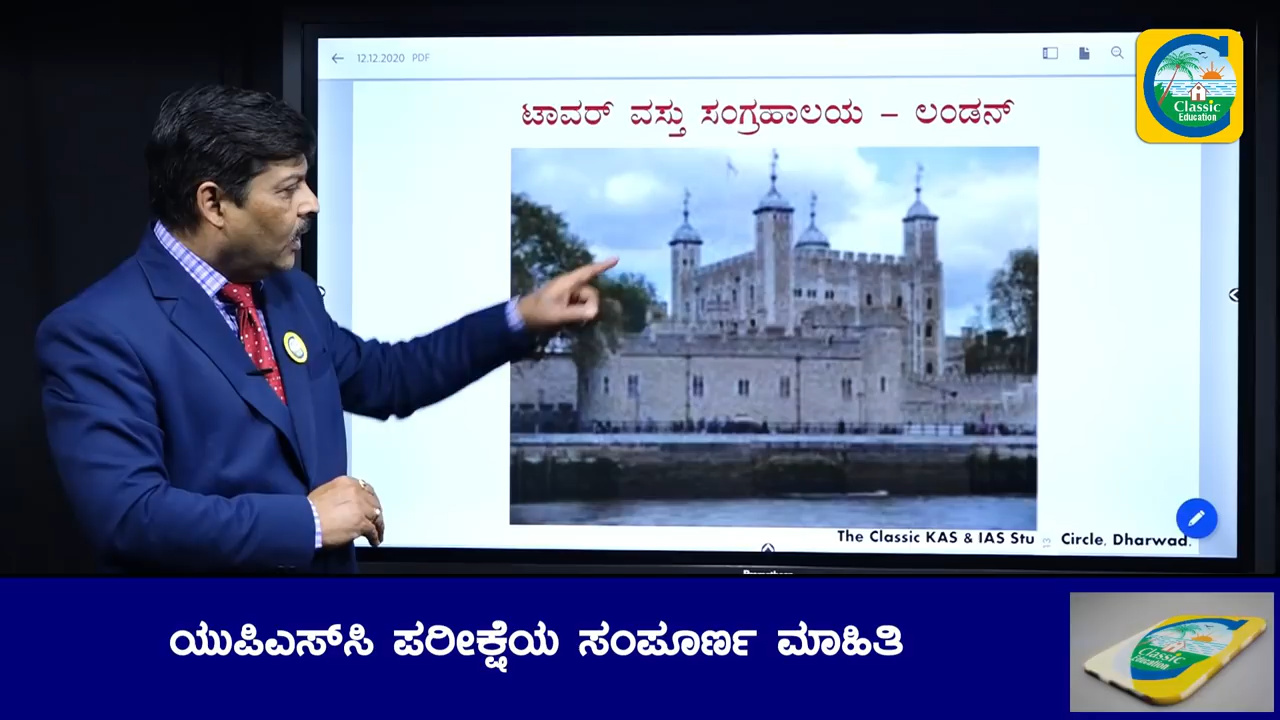 12.12.2020 PDF
ಟಾವರ್ ವಸ್ತು ಸಂಗ್ರಹಾಲಯ – ಲಂಡನ್
Classic
Education
The Classic KAS & IAS Stu 13 Circle, Dharwad.
ಯುಪಿಎಸ್‌ಸಿ ಪರೀಕ್ಷೆಯ ಸಂಪೂರ್ಣ ಮಾಹಿತಿ
Classic
Education